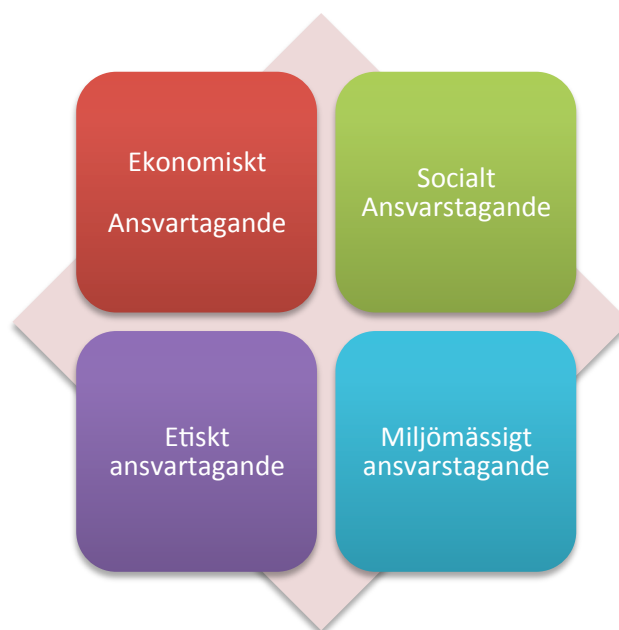 Ekonomiskt
Ansvartagande
Socialt
Ansvarstagande
Etiskt
ansvartagande
Miljömässigt
ansvarstagande